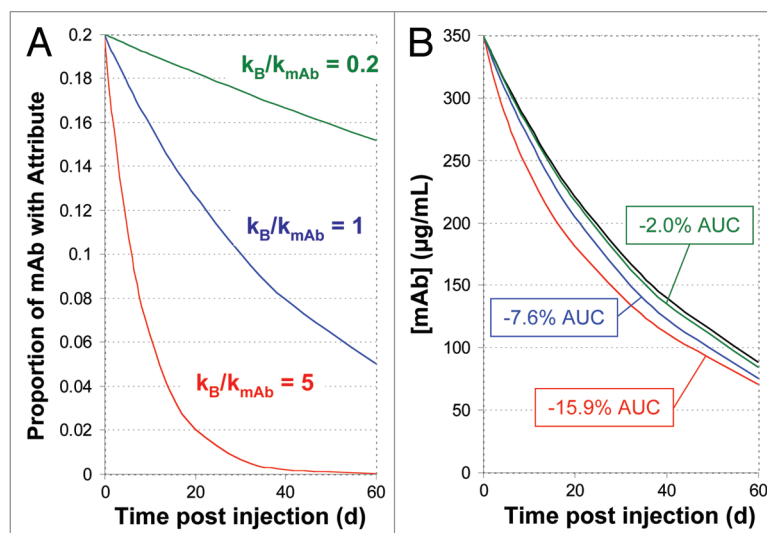 A
0.2
0.18
0.16
0.14
0.12
0.1
0.08
0.06
0.04
0.02
0
Proportion of mAb with Attribute
k_B/k_mAb = 0.2
k_B/k_mAb = 1
k_B/k_mAb = 5
0 20 40 60
Time post injection (d)
B
350
300
250
200
150
100
50
0
[mAb] (µg/mL)
-2.0% AUC
-7.6% AUC
-15.9% AUC
0 20 40 60
Time post injection (d)